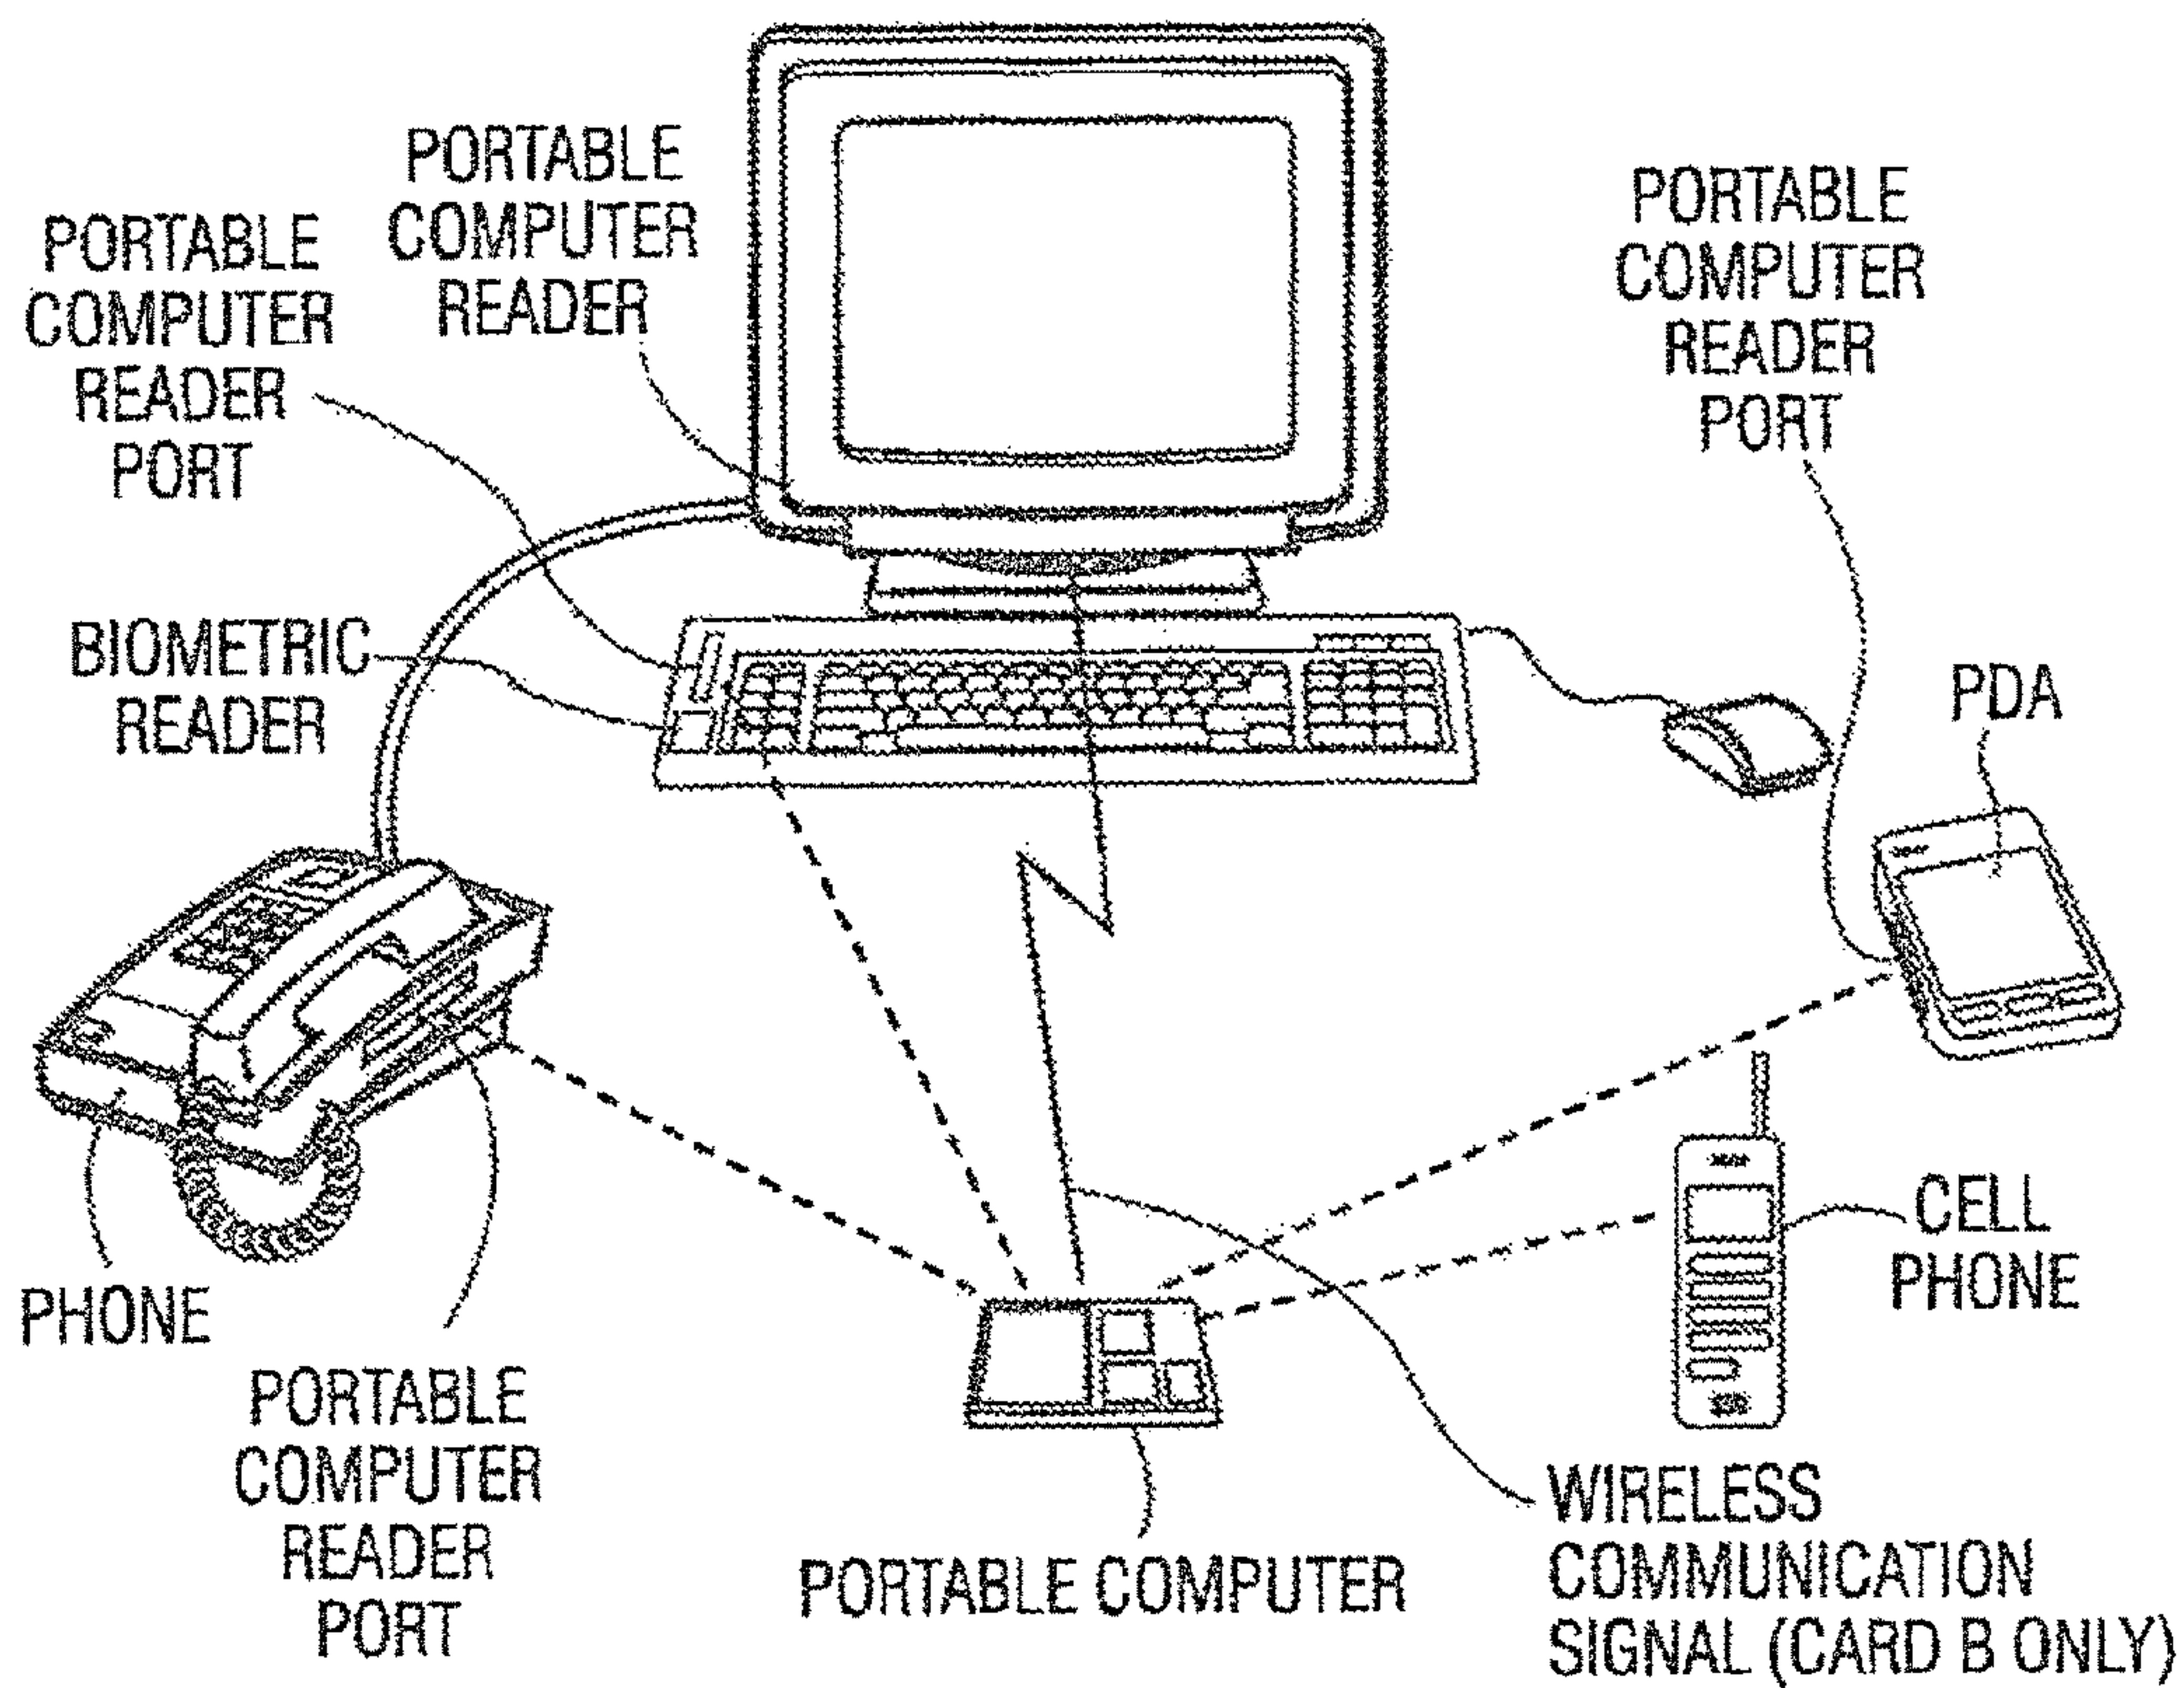 PORTABLE
COMPUTER
READER
PORTABLE
COMPUTER
READER
PORT
PORTABLE
COMPUTER
READER
PORT
BIOMETRIC
READER
PDA
CELL
PHONE
PHONE
PORTABLE
COMPUTER
READER
PORT
PORTABLE COMPUTER
WIRELESS
COMMUNICATION
SIGNAL (CARD B ONLY)